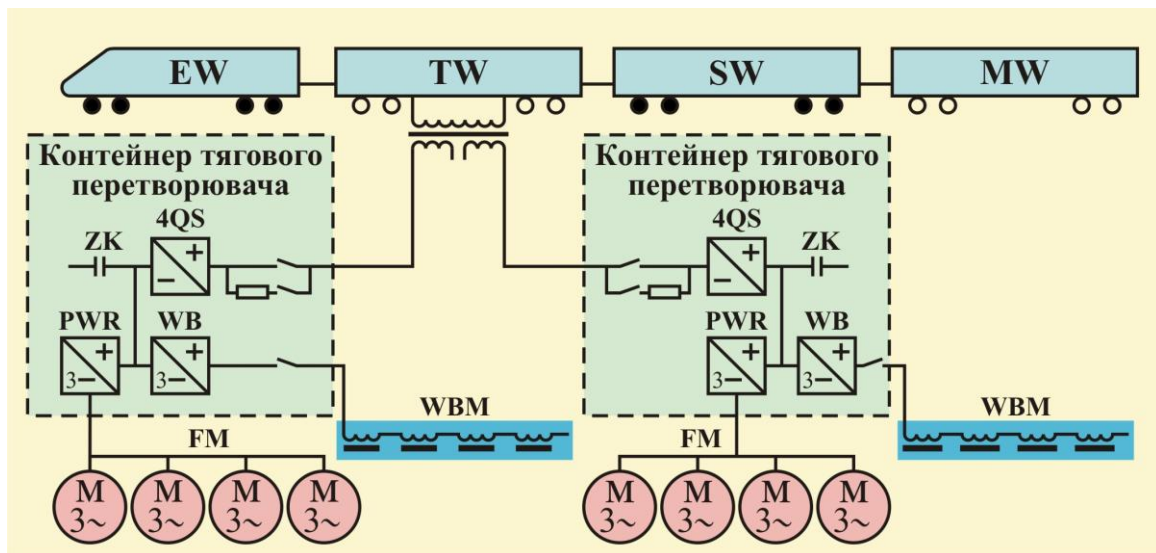 EW TW SW MW
Контейнер тягового
перетворювача
4QS
ZK
+
−
PWR WB
+ +
3− 3−
WBM
FM
M M M M
3~ 3~ 3~ 3~
Контейнер тягового
перетворювача
4QS
ZK
+
−
PWR WB
+ +
3− 3−
WBM
FM
M M M M
3~ 3~ 3~ 3~